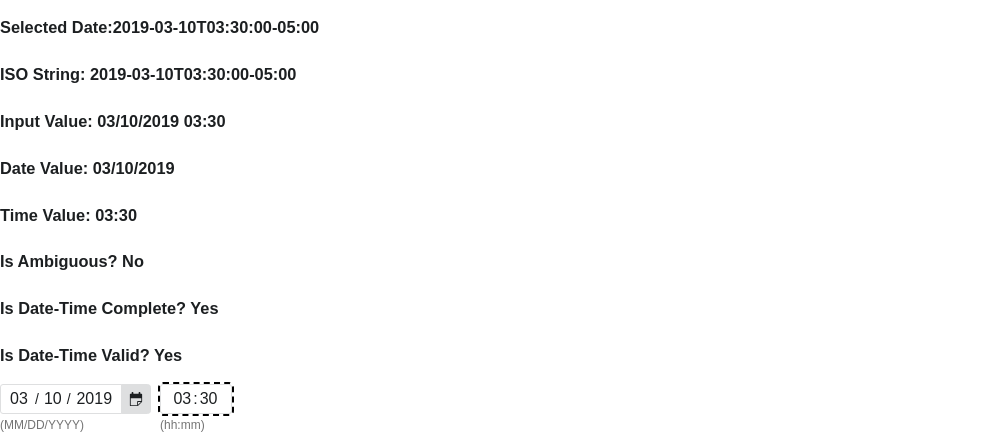 Selected Date:2019-03-10T03:30:00-05:00
ISO String: 2019-03-10T03:30:00-05:00
Input Value: 03/10/2019 03:30
Date Value: 03/10/2019
Time Value: 03:30
Is Ambiguous? No
Is Date-Time Complete? Yes
Is Date-Time Valid? Yes
03 / 10 / 2019 03:30
(MM/DD/YYYY) (hh:mm)